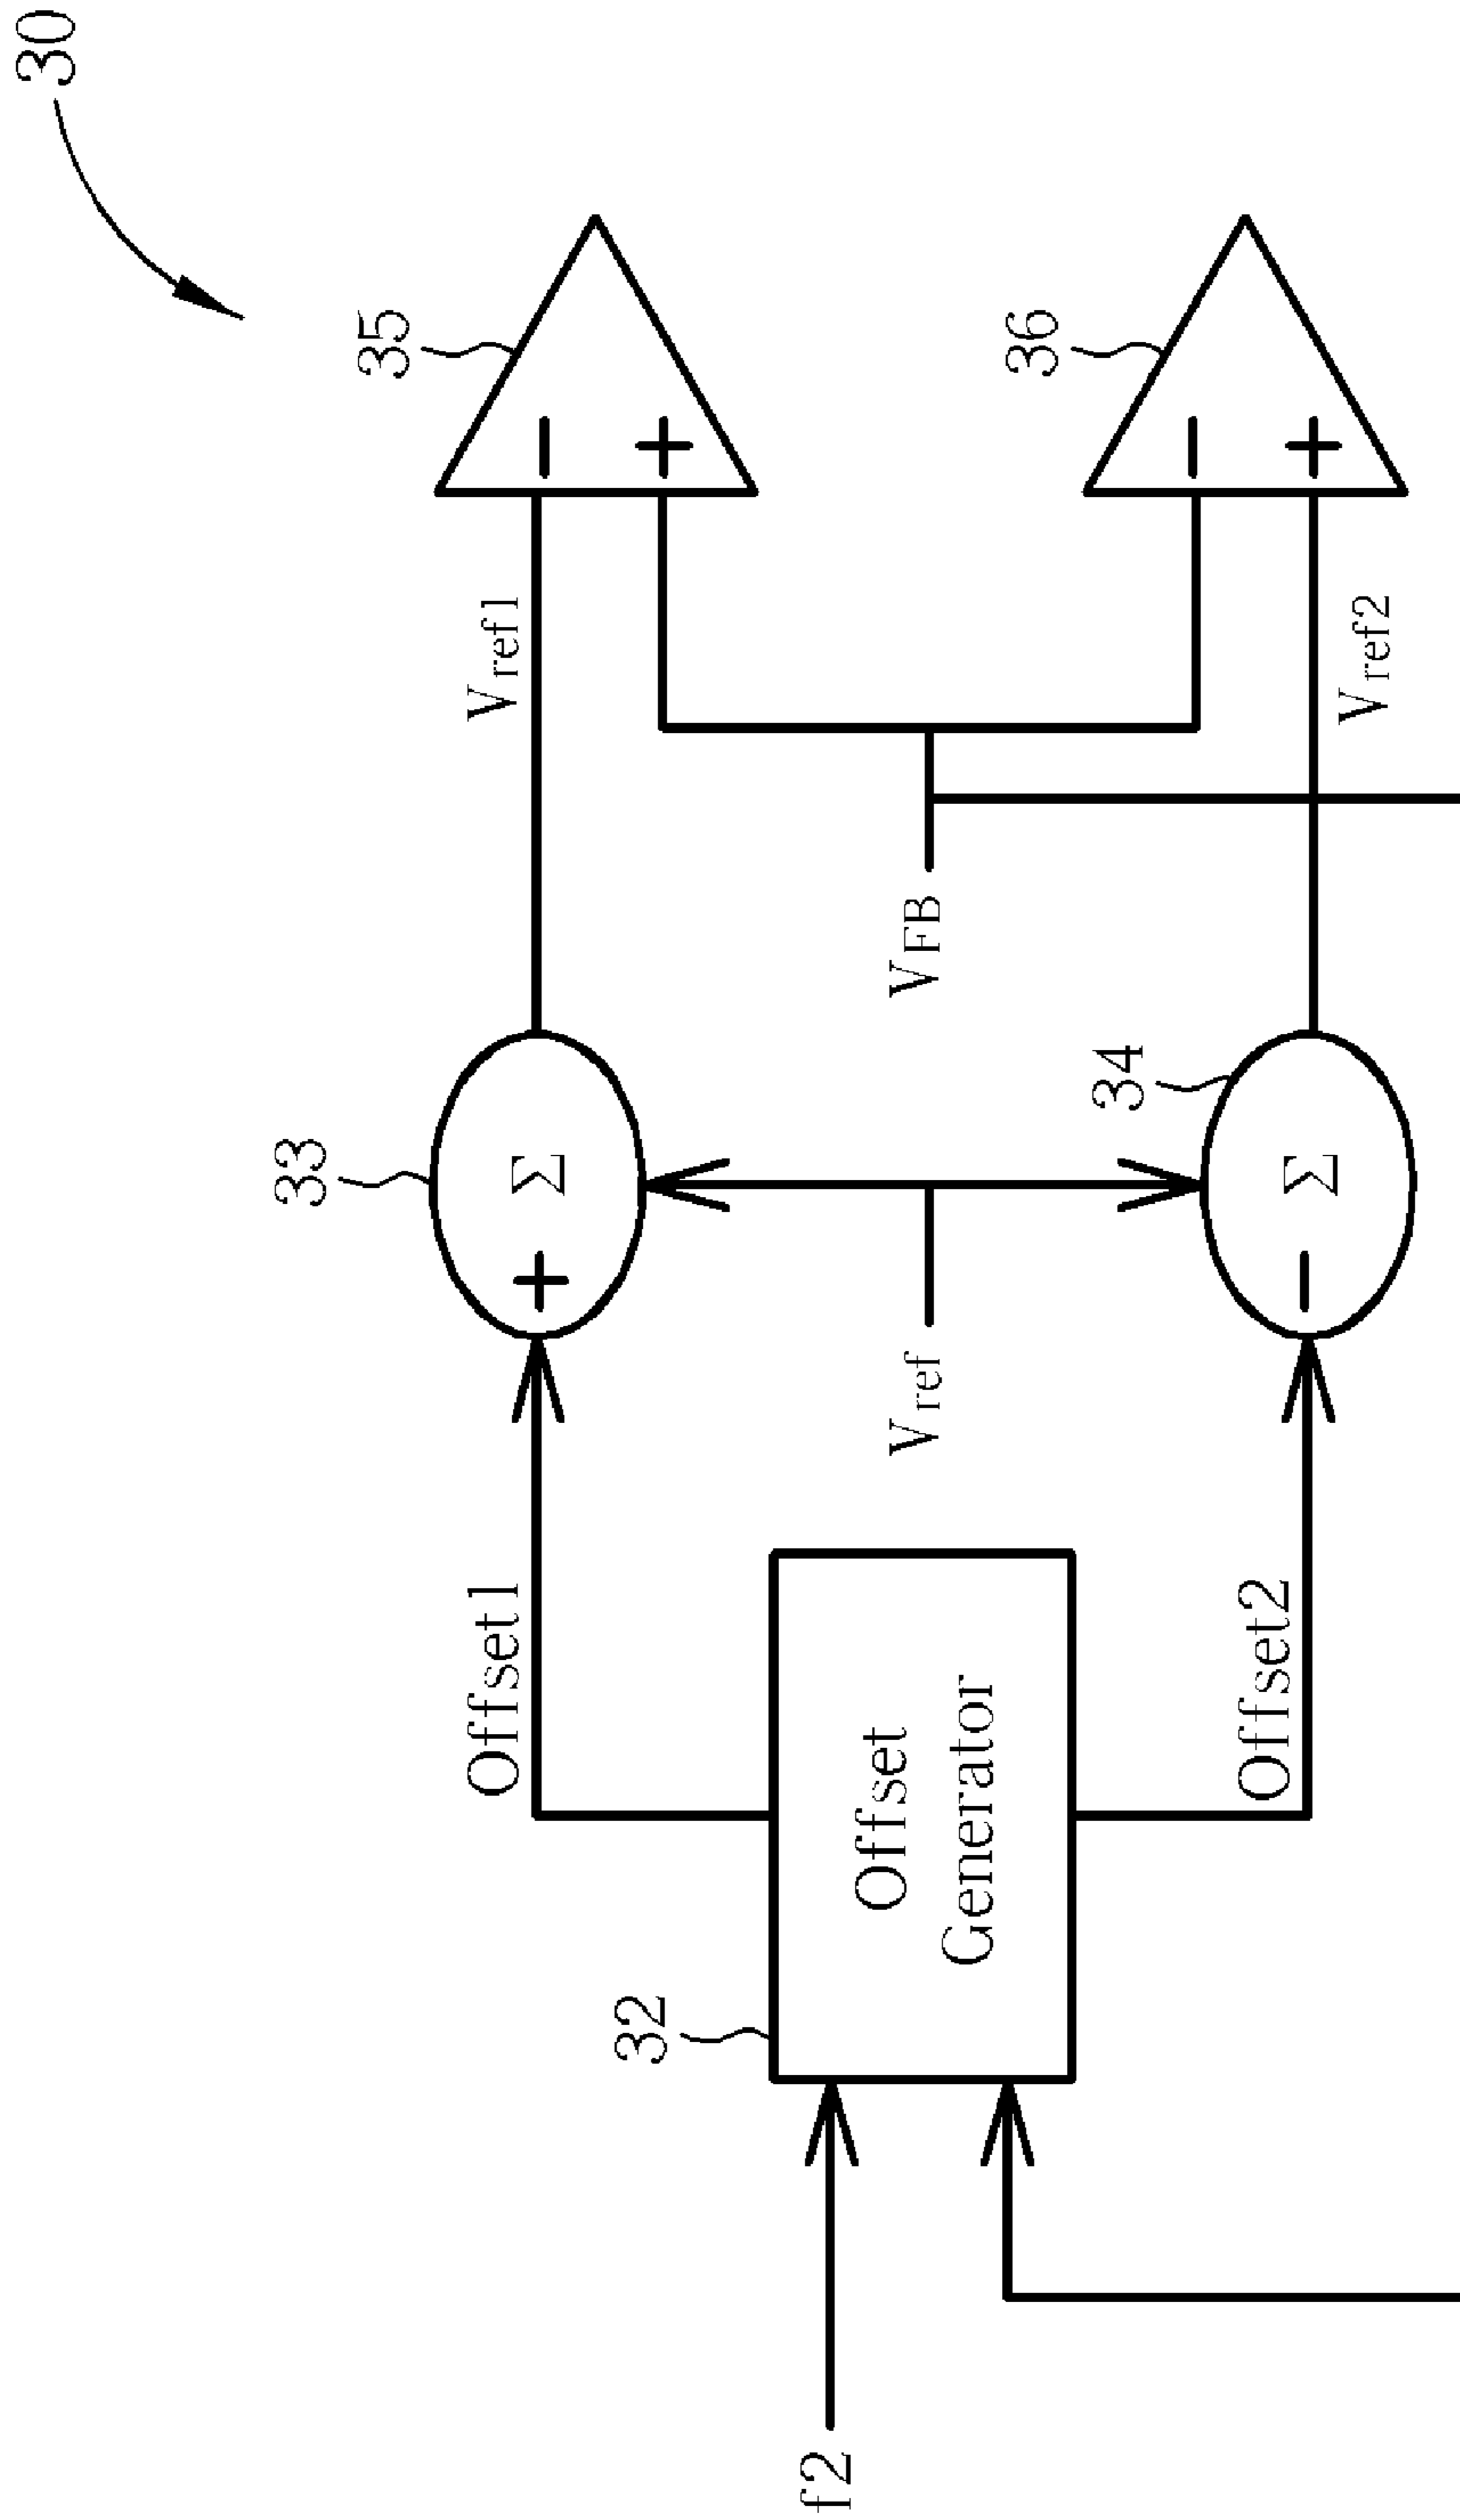 30
35
33
Vref1
Offset1
+
Σ
−
+
32
f2
Offset
Generator
Vref
VFB
36
34
Offset2
−
Σ
−
+
Vref2